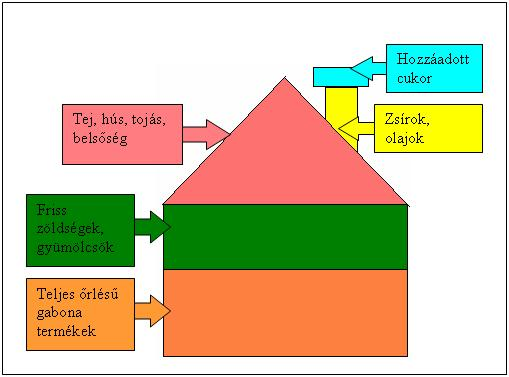 Hozzáadott
cukor
Tej, hús, tojás,
belsőség
Zsírok,
olajok
Friss
zöldségek,
gyümölcsök
Teljes őrlésű
gabona
termékek